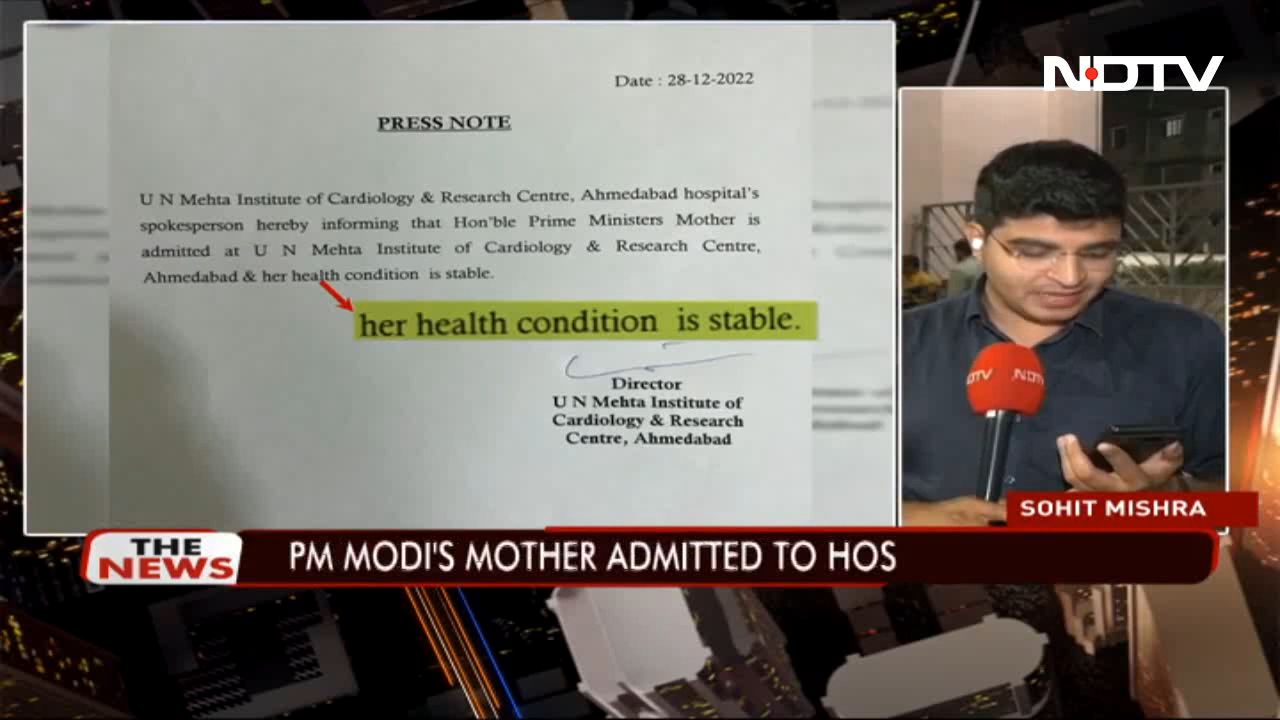 NDTV
Date : 28-12-2022
PRESS NOTE
U N Mehta Institute of Cardiology & Research Centre, Ahmedabad hospital's
spokesperson hereby informing that Hon'ble Prime Ministers Mother is
admitted at U N Mehta Institute of Cardiology & Research Centre,
Ahmedabad & her health condition is stable.
her health condition is stable.
Director
U N Mehta Institute of
Cardiology & Research
Centre, Ahmedabad
NDTV
SOHIT MISHRA
THE
NEWS
PM MODI'S MOTHER ADMITTED TO HOS